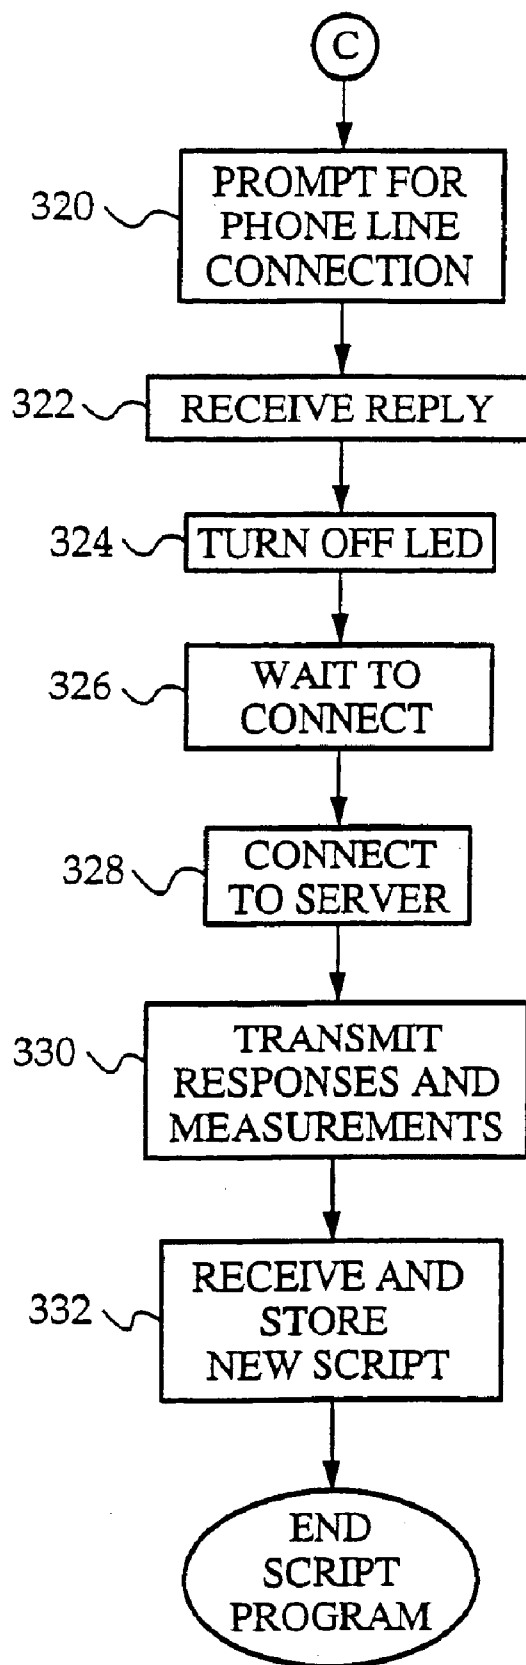 C
320
PROMPT FOR
PHONE LINE
CONNECTION
322
RECEIVE REPLY
324
TURN OFF LED
326
WAIT TO
CONNECT
328
CONNECT
TO SERVER
330
TRANSMIT
RESPONSES AND
MEASUREMENTS
332
RECEIVE AND
STORE
NEW SCRIPT
END
SCRIPT
PROGRAM